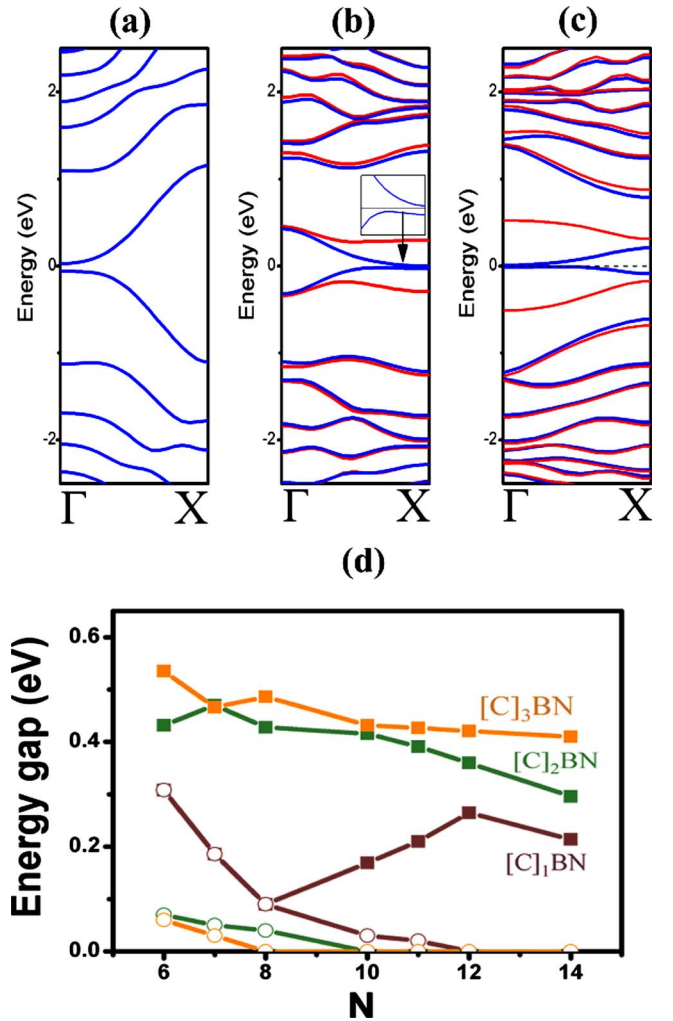 (a) (b) (c)
Energy (eV) Energy (eV) Energy (eV)
2 2 2
0 0 0
-2 -2 -2
Γ X Γ X Γ X
(d)
Energy gap (eV)
0.6
0.4
0.2
0.0
[C]₃BN
[C]₂BN
[C]₁BN
6 8 10 12 14
N